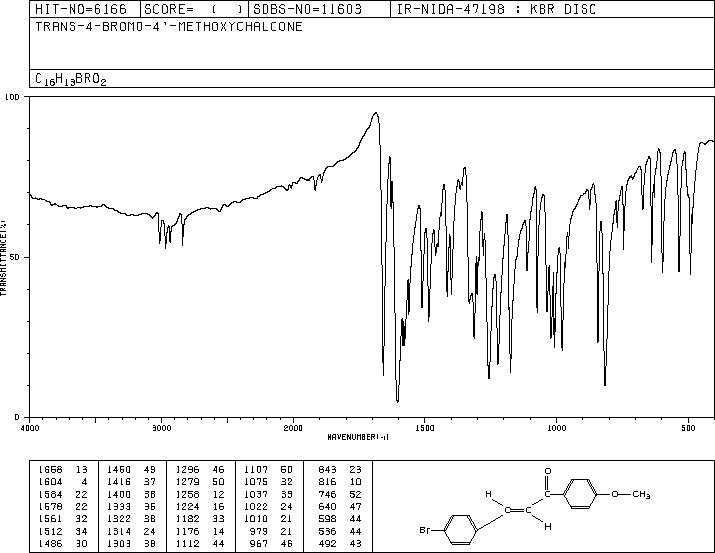 HIT-NO=6166 SCORE= ( ) SDBS-NO=11603 IR-NIDA-47198 : KBR DISC
TRANS-4-BROMO-4'-METHOXYCHALCONE
C16H13BRO2
100
50
0
TRANSMITTANCE(%)
4000 3000 2000 1500 1000 500
WAVENUMBER(-1)
1658 13 1460 49 1296 46 1107 60 843 23
1604 4 1416 37 1279 50 1075 32 816 10
1584 22 1400 36 1258 12 1037 39 746 52
1578 22 1333 36 1224 16 1022 24 640 47
1561 32 1322 38 1182 33 1010 21 598 44
1512 34 1314 24 1176 14 979 21 536 44
1486 30 1303 38 1112 44 967 46 492 43
O
H
O CH3
H
Br